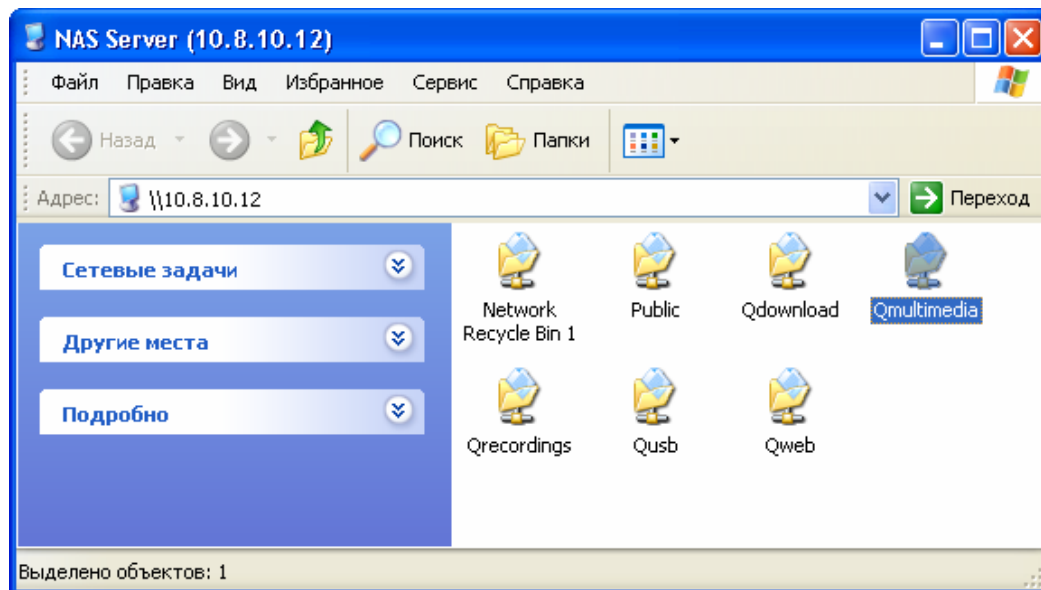 NAS Server (10.8.10.12)
Файл Правка Вид Избранное Сервис Справка
Назад Поиск Папки
Адрес: \\10.8.10.12 Переход
Сетевые задачи
Другие места
Подробно
Network Recycle Bin 1
Public
Qdownload
Qmultimedia
Qrecordings
Qusb
Qweb
Выделено объектов: 1